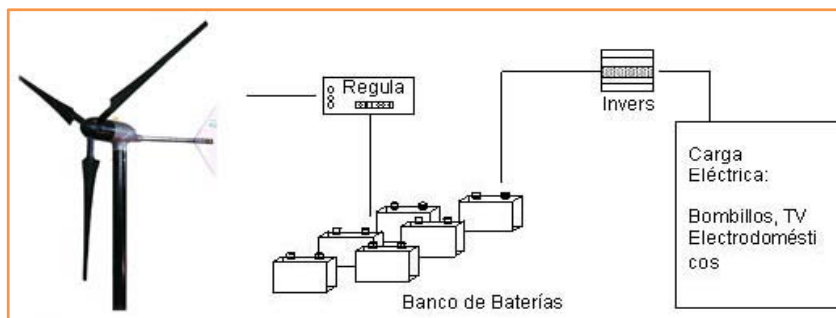 Regula
Invers
Carga
Eléctrica:
Bombillos, TV
Electrodomésti
cos
Banco de Baterías